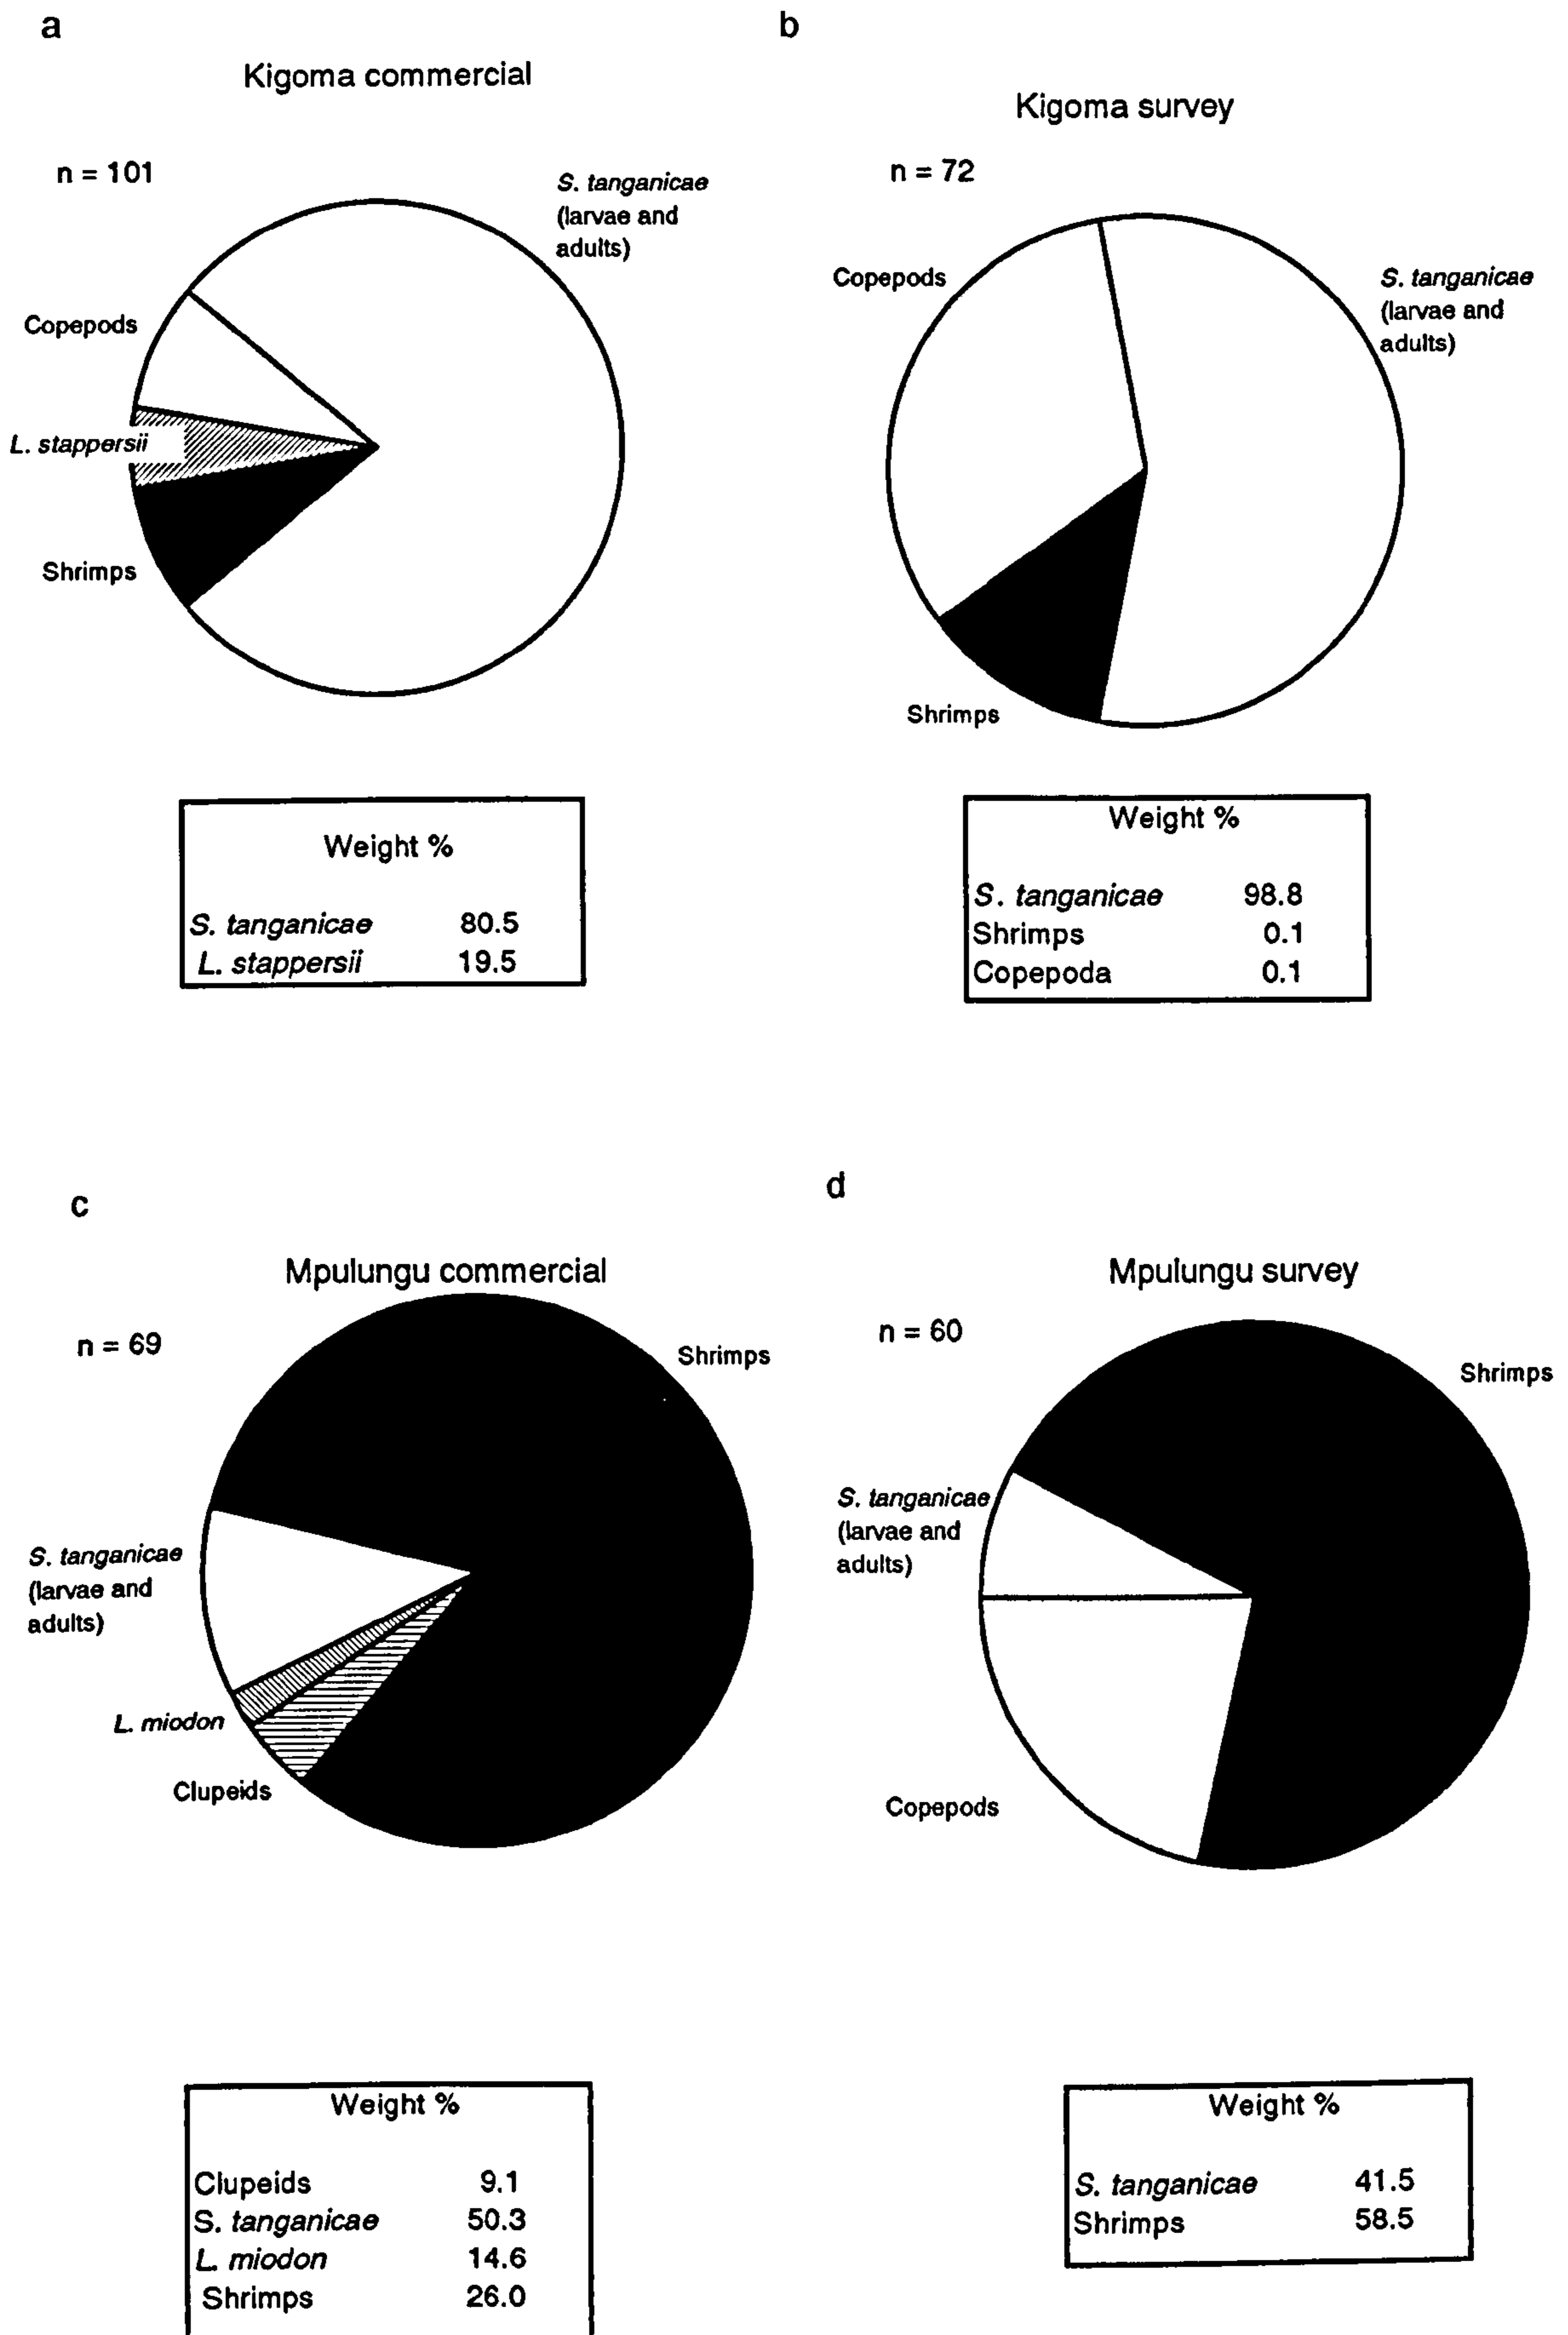 a
Kigoma commercial
n = 101
S. tanganicae
(larvae and
adults)
Copepods
L. stappersii
Shrimps
Weight %
S. tanganicae 80.5
L. stappersii 19.5
b
Kigoma survey
n = 72
Copepods
S. tanganicae
(larvae and
adults)
Shrimps
Weight %
S. tanganicae 98.8
Shrimps 0.1
Copepoda 0.1
c
Mpulungu commercial
n = 69
Shrimps
S. tanganicae
(larvae and
adults)
L. miodon
Clupeids
Weight %
Clupeids 9.1
S. tanganicae 50.3
L. miodon 14.6
Shrimps 26.0
d
Mpulungu survey
n = 60
Shrimps
S. tanganicae
(larvae and
adults)
Copepods
Weight %
S. tanganicae 41.5
Shrimps 58.5